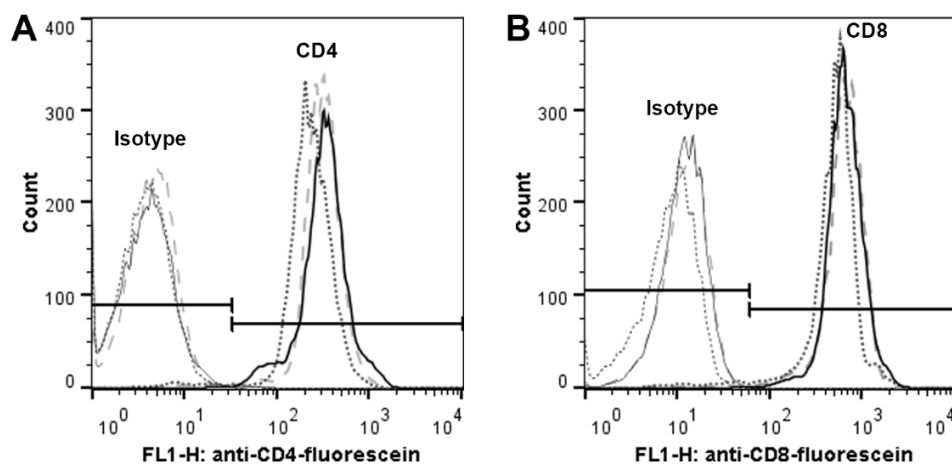 A
400
300
200
100
0
Count
Isotype
CD4
10^0 10^1 10^2 10^3 10^4
FL1-H: anti-CD4-fluorescein
B
400
300
200
100
0
Count
Isotype
CD8
10^0 10^1 10^2 10^3 10^4
FL1-H: anti-CD8-fluorescein